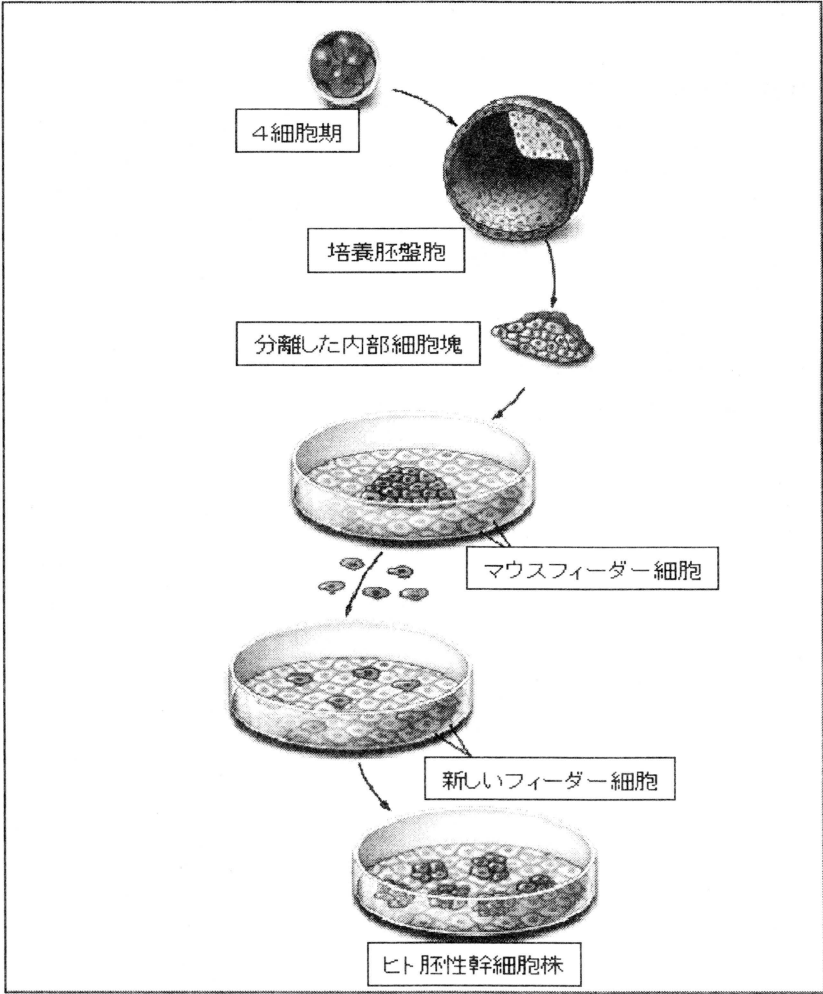 ４細胞期
培養胚盤胞
分離した内部細胞塊
マウスフィーダー細胞
新しいフィーダー細胞
ヒト胚性幹細胞株